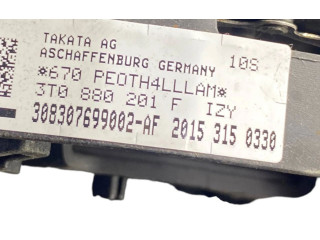 TAKATA AG
ASCHAFFENBURG GERMANY 10S
*670 PEOTH4LLLAM*
3T0 880 201 F IZY
308307699002-AF 2015 315 0330